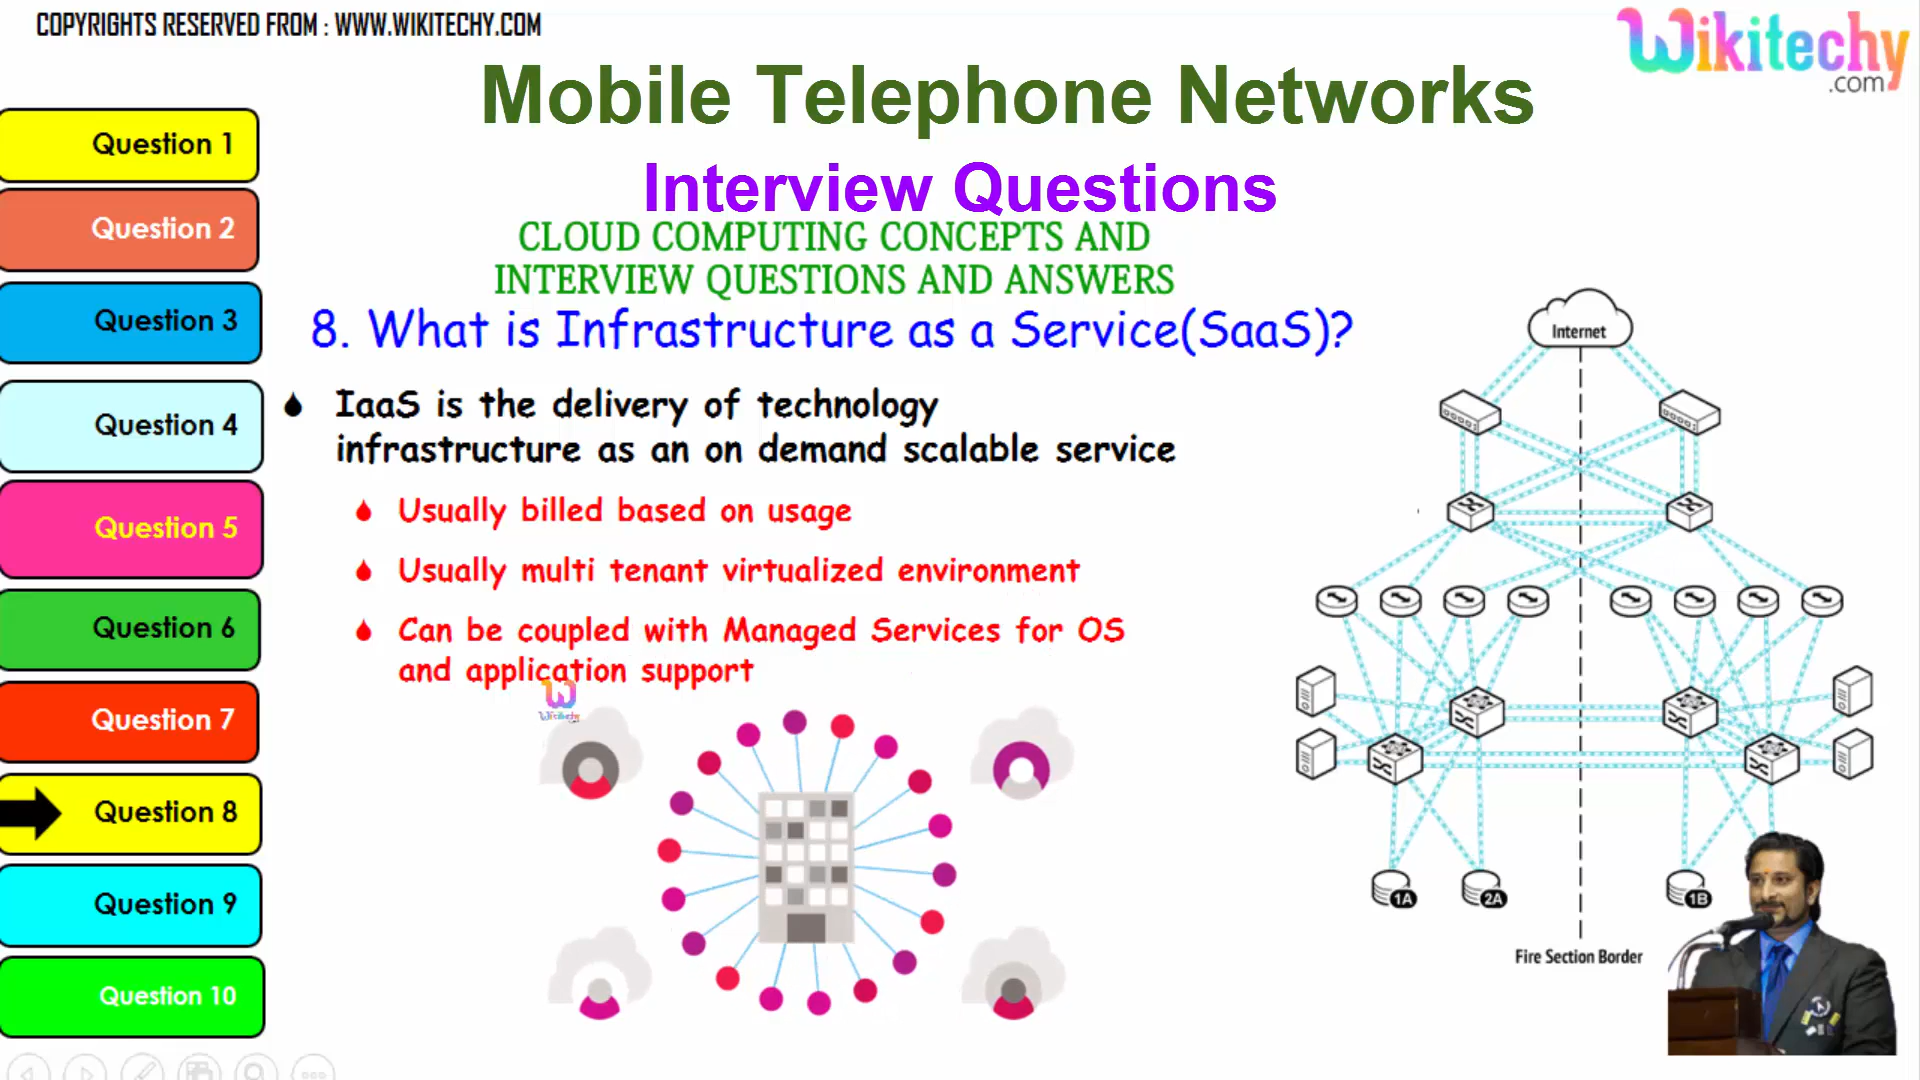 COPYRIGHTS RESERVED FROM : WWW.WIKITECHY.COM
Wikitechy
.com
Mobile Telephone Networks
Interview Questions
CLOUD COMPUTING CONCEPTS AND
INTERVIEW QUESTIONS AND ANSWERS
8. What is Infrastructure as a Service(SaaS)?
IaaS is the delivery of technology
infrastructure as an on demand scalable service
Usually billed based on usage
Usually multi tenant virtualized environment
Can be coupled with Managed Services for OS
and application support
Wikitechy
Question 1
Question 2
Question 3
Question 4
Question 5
Question 6
Question 7
Question 8
Question 9
Question 10
Internet
1A
2A
1B
Fire Section Border